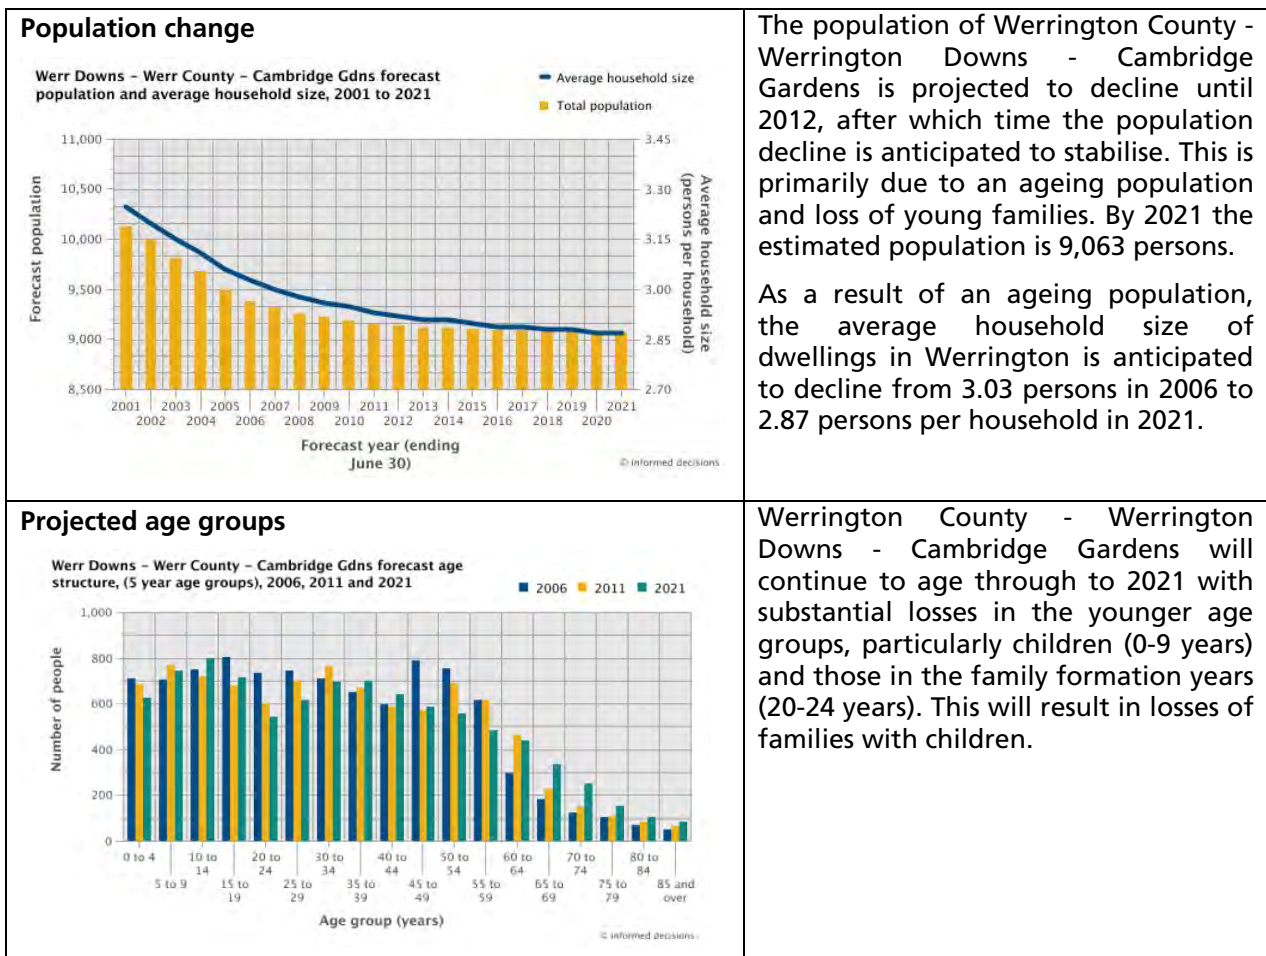 Population change
Werr Downs – Werr County – Cambridge Gdns forecast
population and average household size, 2001 to 2021
Average household size
Total population
11,000
10,500
10,000
9,500
9,000
8,500
Forecast population
3.45
3.30
3.15
3.00
2.85
2.70
Average household size
(persons per household)
2001 2003 2005 2007 2009 2011 2013 2015 2017 2019 2021
2002 2004 2006 2008 2010 2012 2014 2016 2018 2020
Forecast year (ending
June 30)
© informed decisions
The population of Werrington County -
Werrington Downs - Cambridge
Gardens is projected to decline until
2012, after which time the population
decline is anticipated to stabilise. This is
primarily due to an ageing population
and loss of young families. By 2021 the
estimated population is 9,063 persons.
As a result of an ageing population,
the average household size of
dwellings in Werrington is anticipated
to decline from 3.03 persons in 2006 to
2.87 persons per household in 2021.
Projected age groups
Werr Downs – Werr County – Cambridge Gdns forecast age
structure, (5 year age groups), 2006, 2011 and 2021
2006 2011 2021
1,000
800
600
400
200
0
Number of people
0 to 4 10 to 20 to 30 to 40 to 50 to 60 to 70 to 80 to
14 24 34 44 54 64 74 84
5 to 9 15 to 25 to 35 to 45 to 55 to 65 to 75 to 85 and
19 29 39 49 59 69 79 over
Age group (years)
© informed decisions
Werrington County - Werrington
Downs - Cambridge Gardens will
continue to age through to 2021 with
substantial losses in the younger age
groups, particularly children (0-9 years)
and those in the family formation years
(20-24 years). This will result in losses of
families with children.